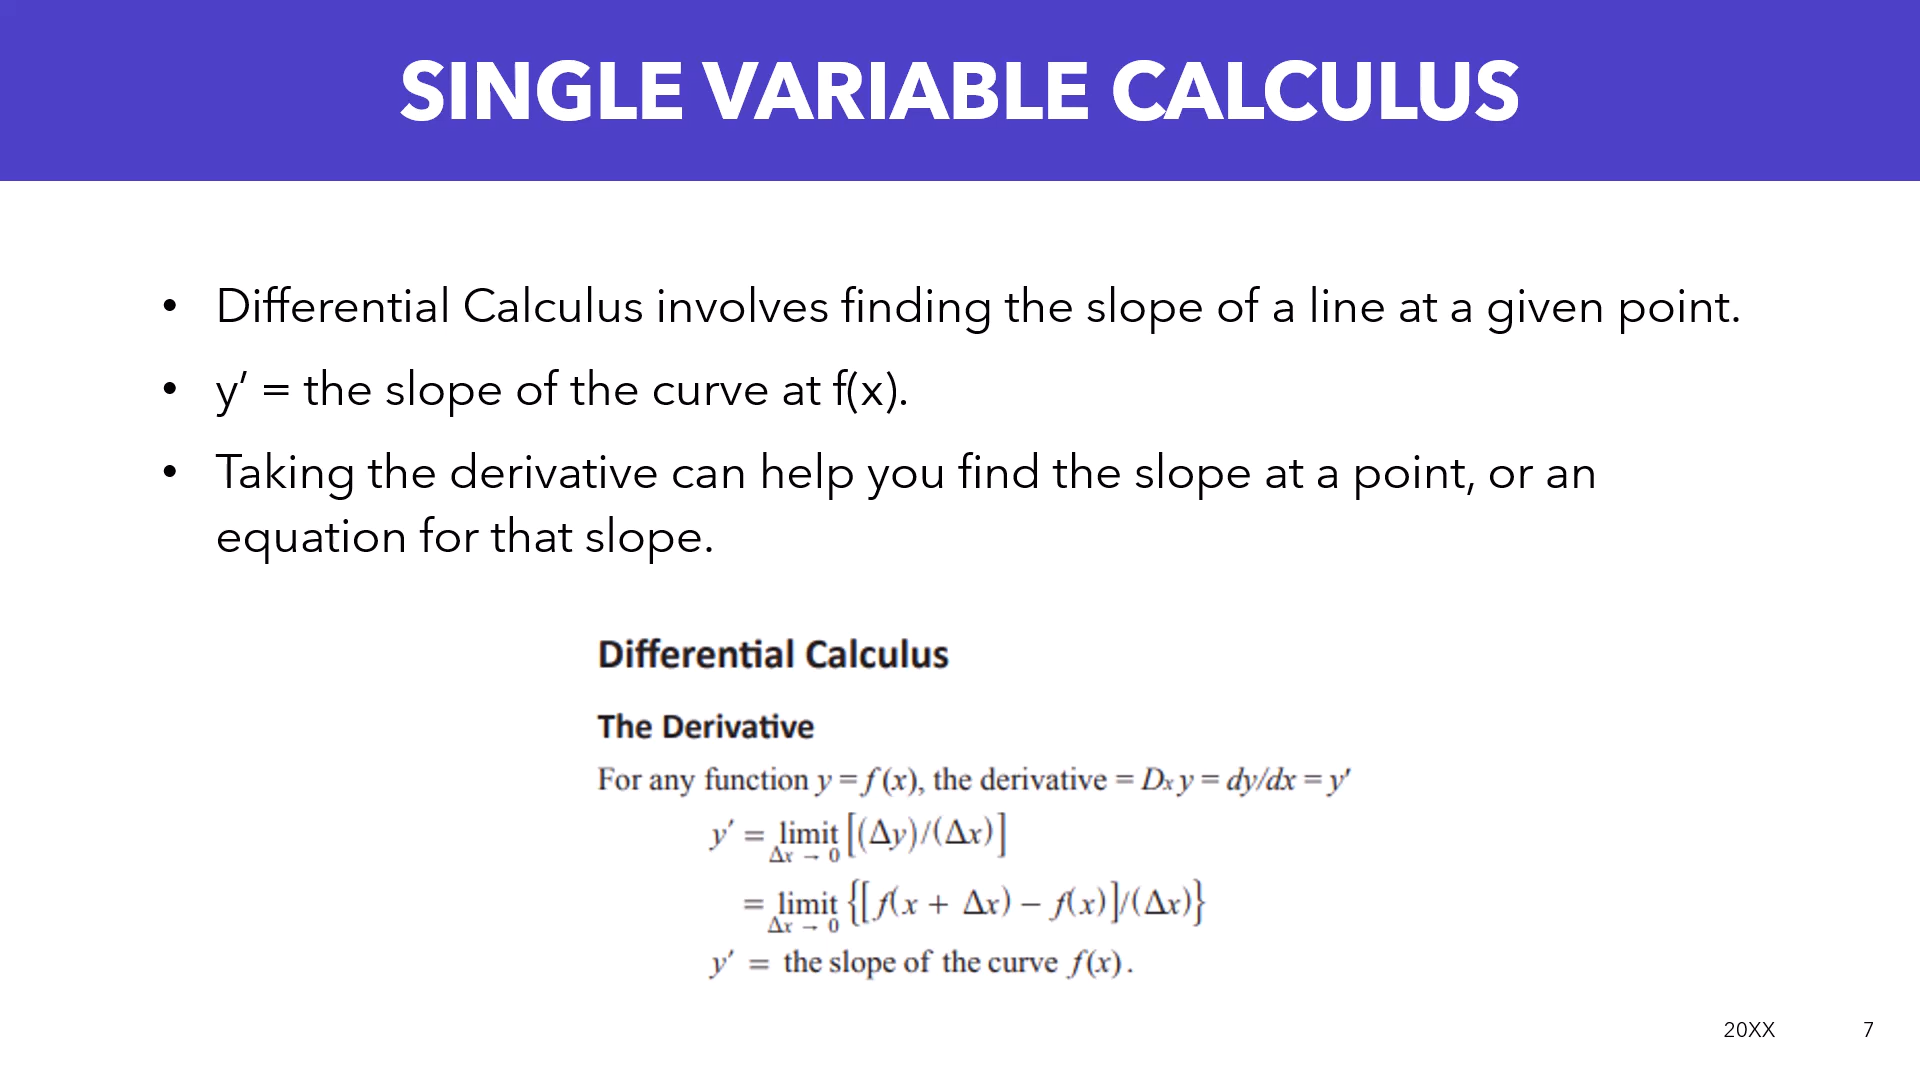 SINGLE VARIABLE CALCULUS
• Differential Calculus involves finding the slope of a line at a given point.
• y’ = the slope of the curve at f(x).
• Taking the derivative can help you find the slope at a point, or an
equation for that slope.
Differential Calculus
The Derivative
For any function y = f (x), the derivative = Dx y = dy/dx = y′
y′ = limit [(Δy)/(Δx)]
Δx → 0
= limit {[f(x + Δx) − f(x)]/(Δx)}
Δx → 0
y′ = the slope of the curve f(x).
20XX 7